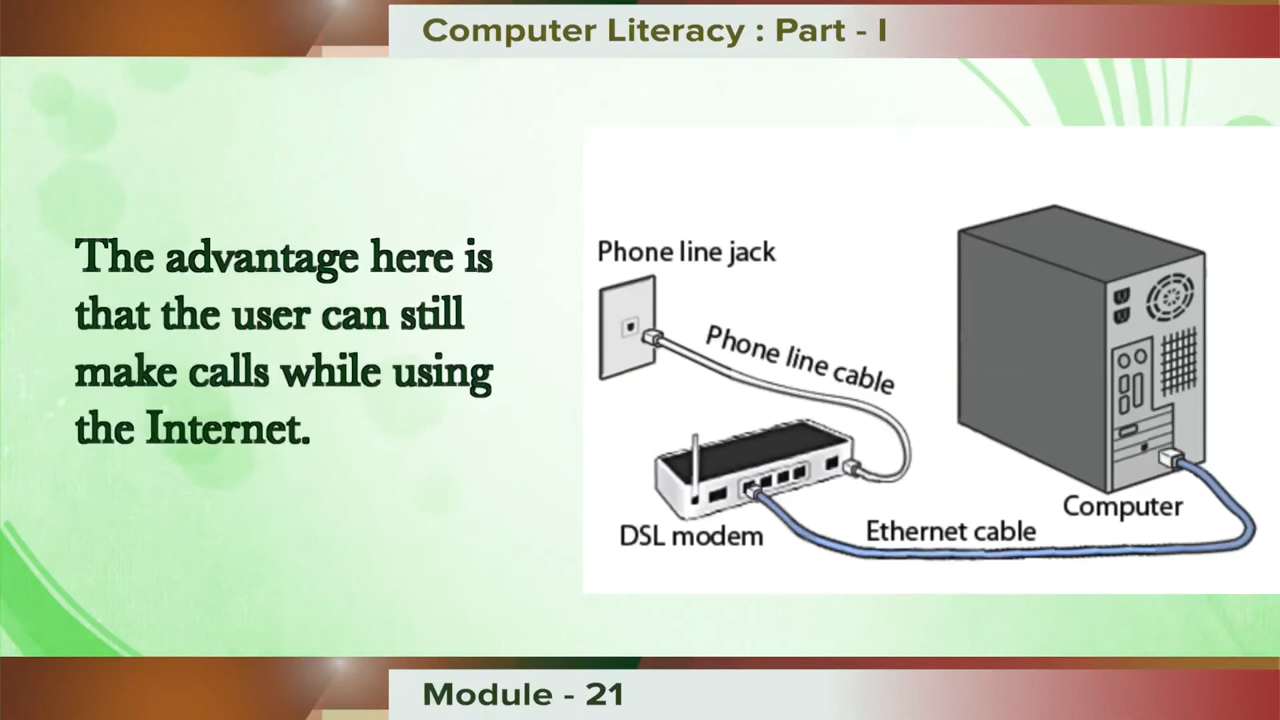 Computer Literacy : Part - I
The advantage here is
that the user can still
make calls while using
the Internet.
Phone line jack
Phone line cable
DSL modem
Ethernet cable
Computer
Module - 21